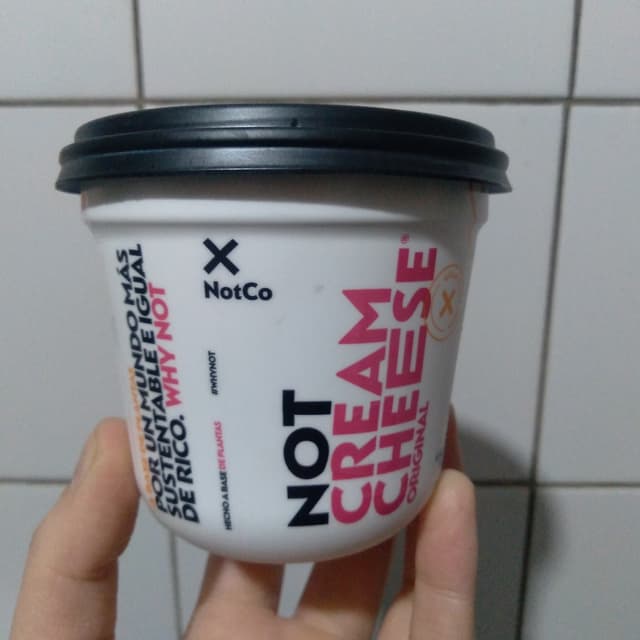 POR UN MUNDO MÁS
SUSTENTABLE E IGUAL
DE RICO. WHY NOT
X
NotCo
HECHO A BASE DE PLANTAS
#WHYNOT
NOT
CREAM
CHEESE®
ORIGINAL